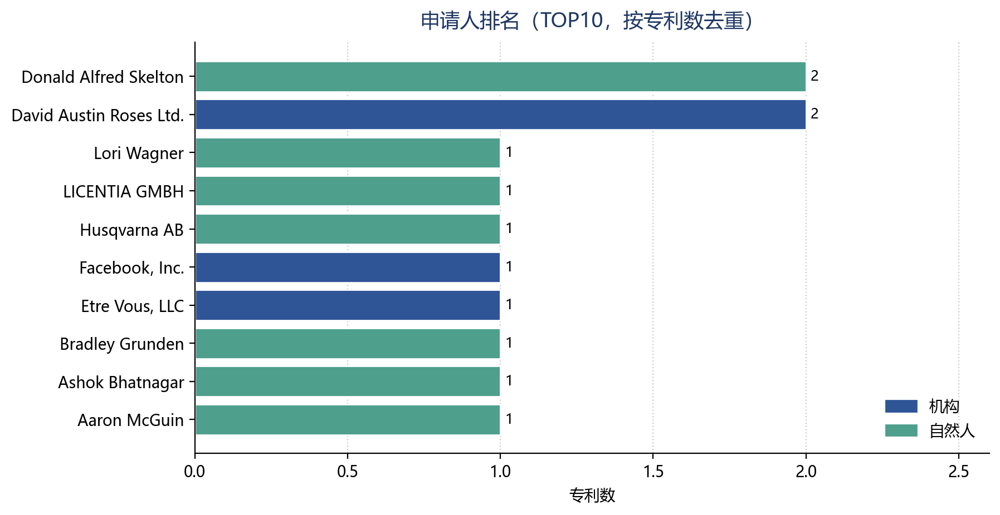 申请人排名（TOP10，按专利数去重）
Donald Alfred Skelton 2
David Austin Roses Ltd. 2
Lori Wagner 1
LICENTIA GMBH 1
Husqvarna AB 1
Facebook, Inc. 1
Etre Vous, LLC 1
Bradley Grunden 1
Ashok Bhatnagar 1
Aaron McGuin 1
机构
自然人
0.0 0.5 1.0 1.5 2.0 2.5
专利数